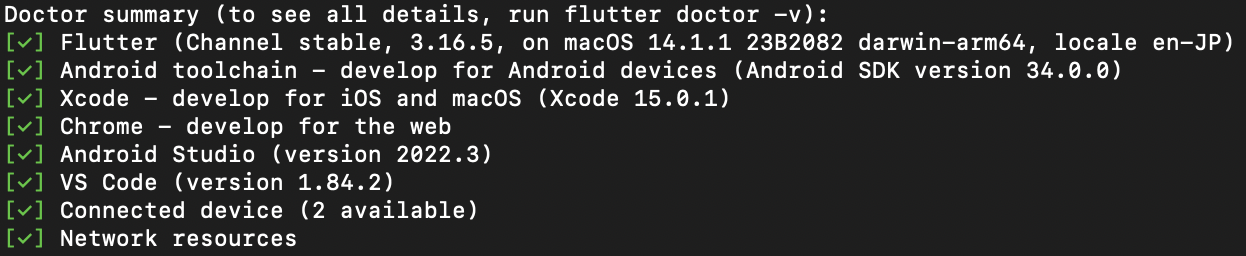 Doctor summary (to see all details, run flutter doctor -v):
[✓] Flutter (Channel stable, 3.16.5, on macOS 14.1.1 23B2082 darwin-arm64, locale en-JP)
[✓] Android toolchain - develop for Android devices (Android SDK version 34.0.0)
[✓] Xcode - develop for iOS and macOS (Xcode 15.0.1)
[✓] Chrome - develop for the web
[✓] Android Studio (version 2022.3)
[✓] VS Code (version 1.84.2)
[✓] Connected device (2 available)
[✓] Network resources